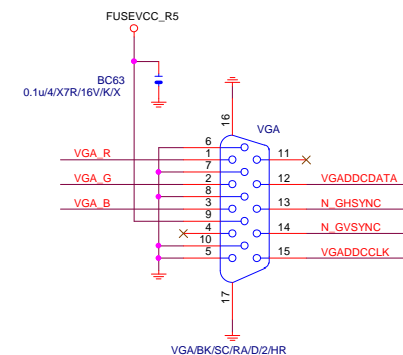 FUSEVCC_R5
BC63
0.1u/4/X7R/16V/K/X
16
VGA
6
VGA_R
1
11
7
VGA_G
2
12
VGADDCDATA
8
VGA_B
3
13
N_GHSYNC
9
4
14
N_GVSYNC
10
5
15
VGADDCCLK
17
VGA/BK/SC/RA/D/2/HR